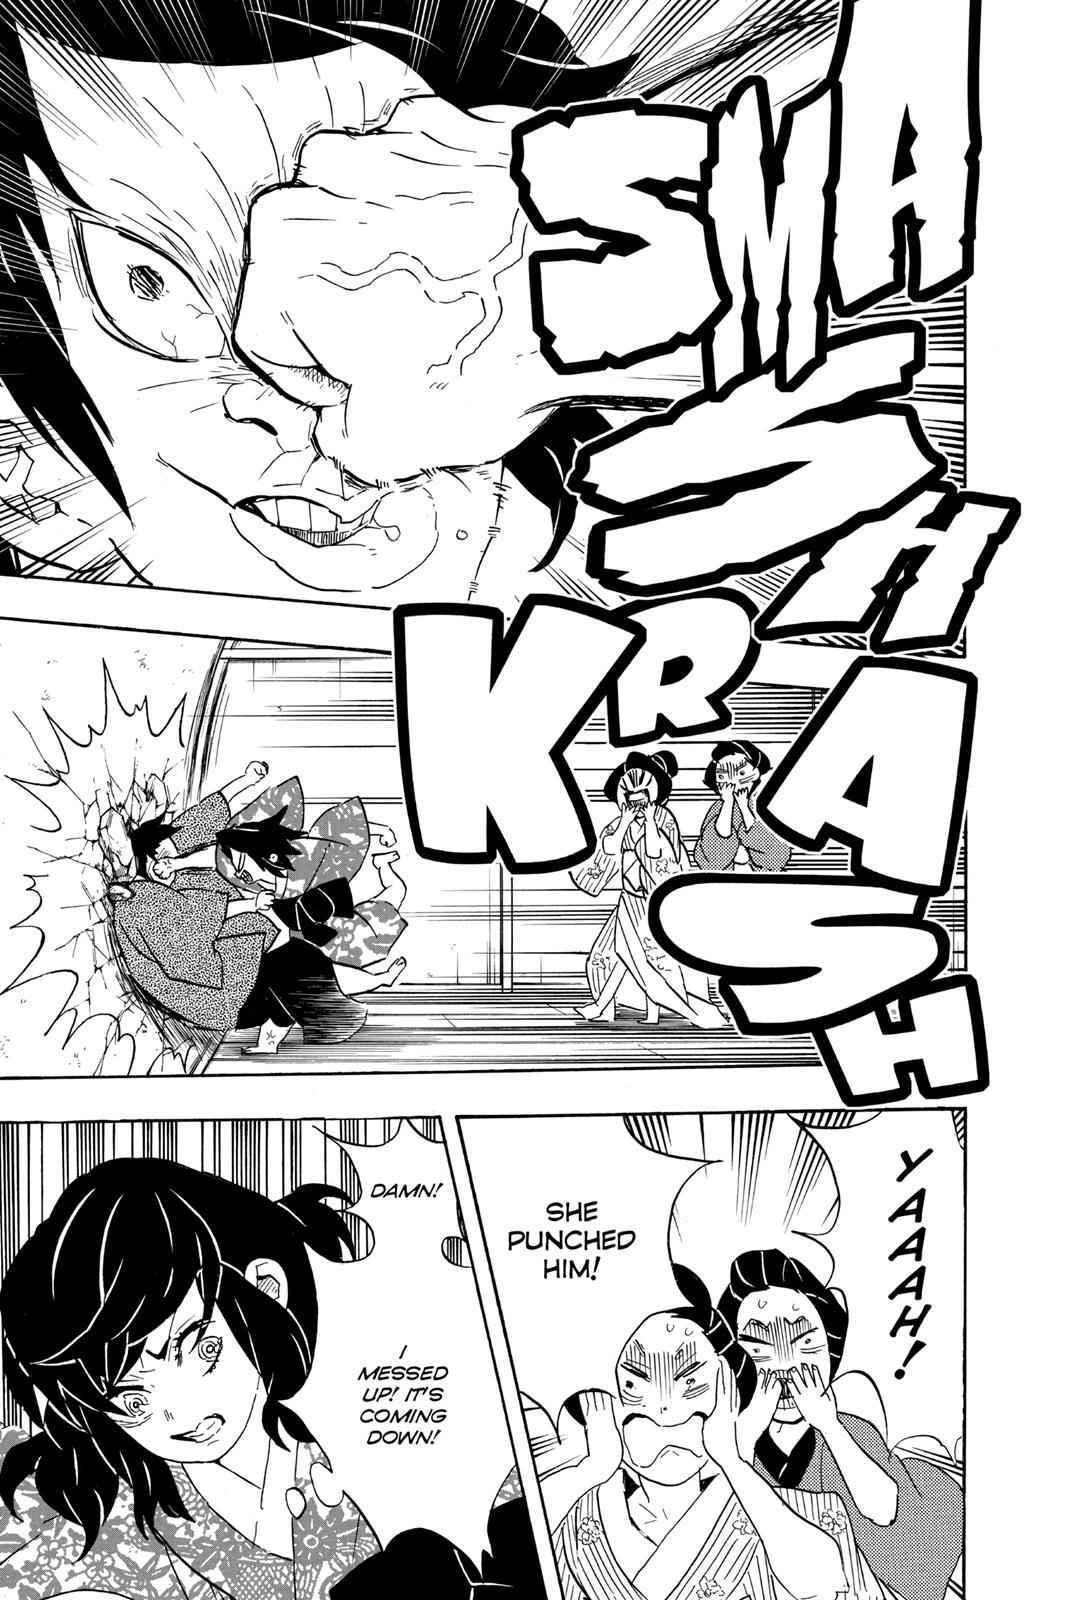 SMASH
KRASH
YAAAH!
SHE
PUNCHED
HIM!
DAMN!
I
MESSED
UP! IT'S
COMING
DOWN!